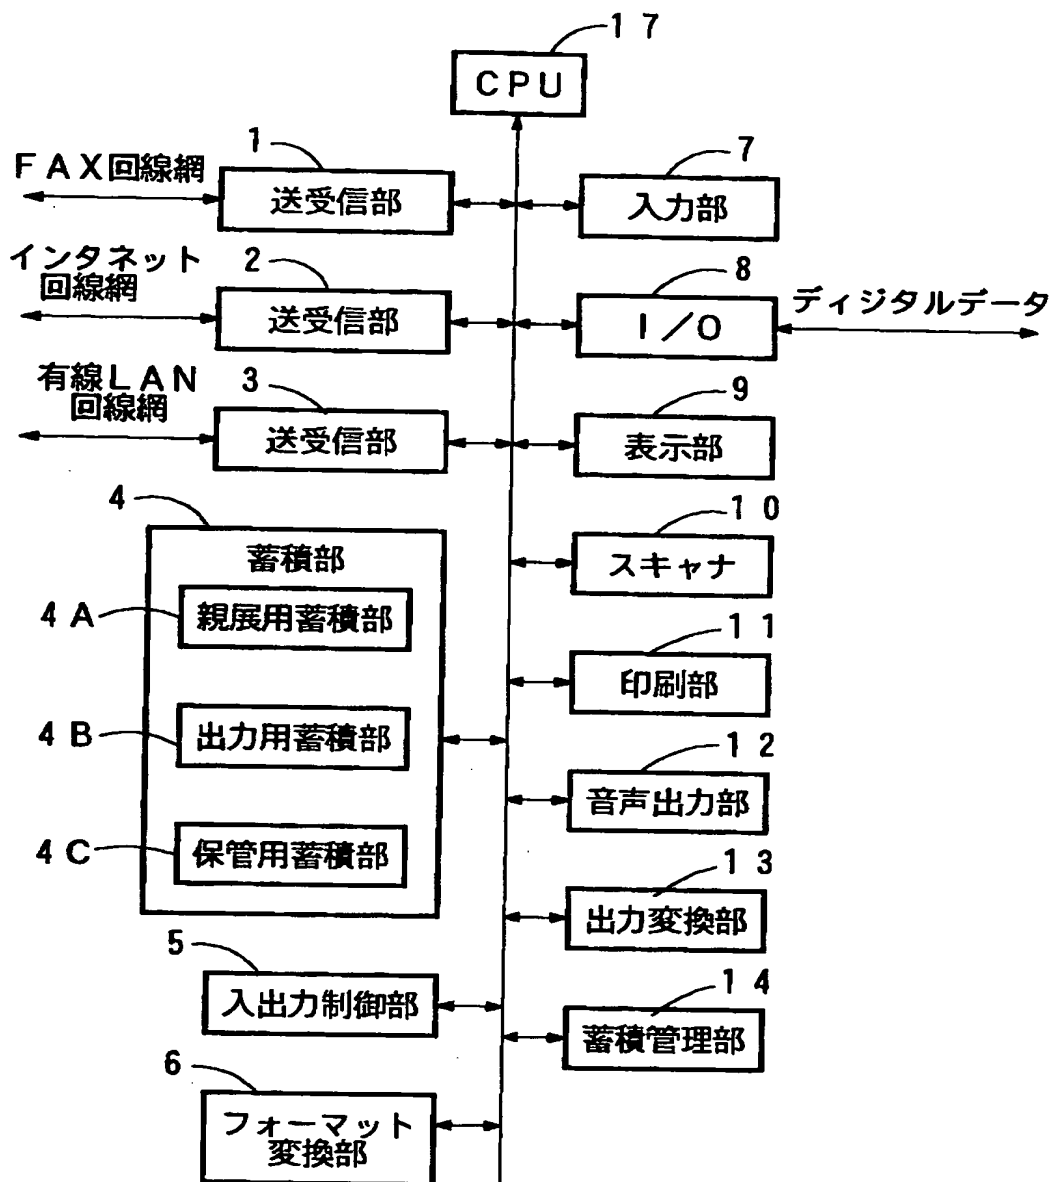 17
CPU
1
FAX回線網
送受信部
7
入力部
インタネット
回線網
2
送受信部
8
I/O
ディジタルデータ
有線LAN
回線網
3
送受信部
9
表示部
4
蓄積部
4A
親展用蓄積部
4B
出力用蓄積部
4C
保管用蓄積部
10
スキャナ
11
印刷部
12
音声出力部
13
出力変換部
5
入出力制御部
14
蓄積管理部
6
フォーマット
変換部